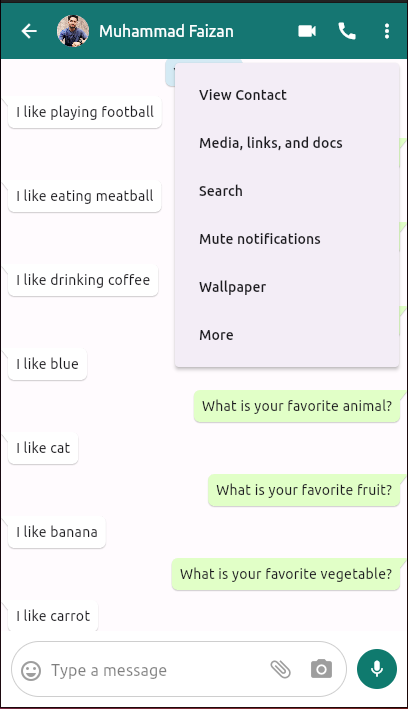 Muhammad Faizan
View Contact
I like playing football
Media, links, and docs
I like eating meatball
Search
Mute notifications
I like drinking coffee
Wallpaper
More
I like blue
What is your favorite animal?
I like cat
What is your favorite fruit?
I like banana
What is your favorite vegetable?
I like carrot
Type a message